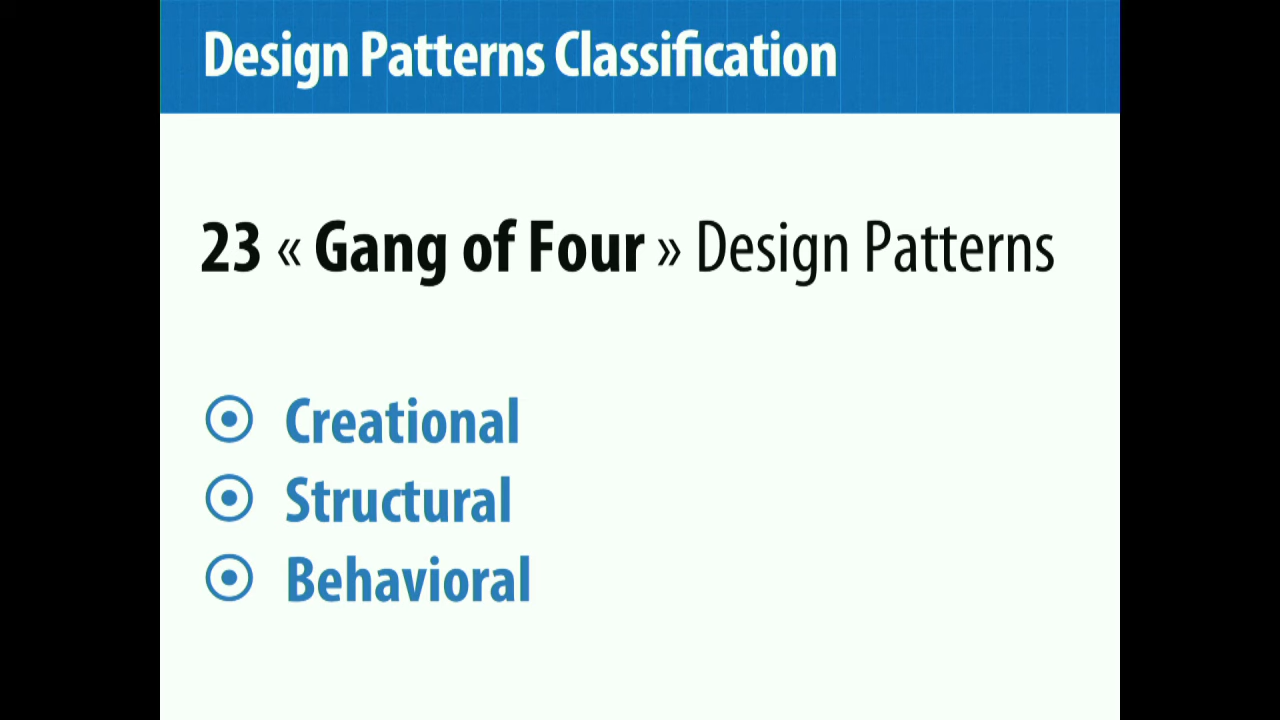 Design Patterns Classification
23 « Gang of Four » Design Patterns
Creational
Structural
Behavioral